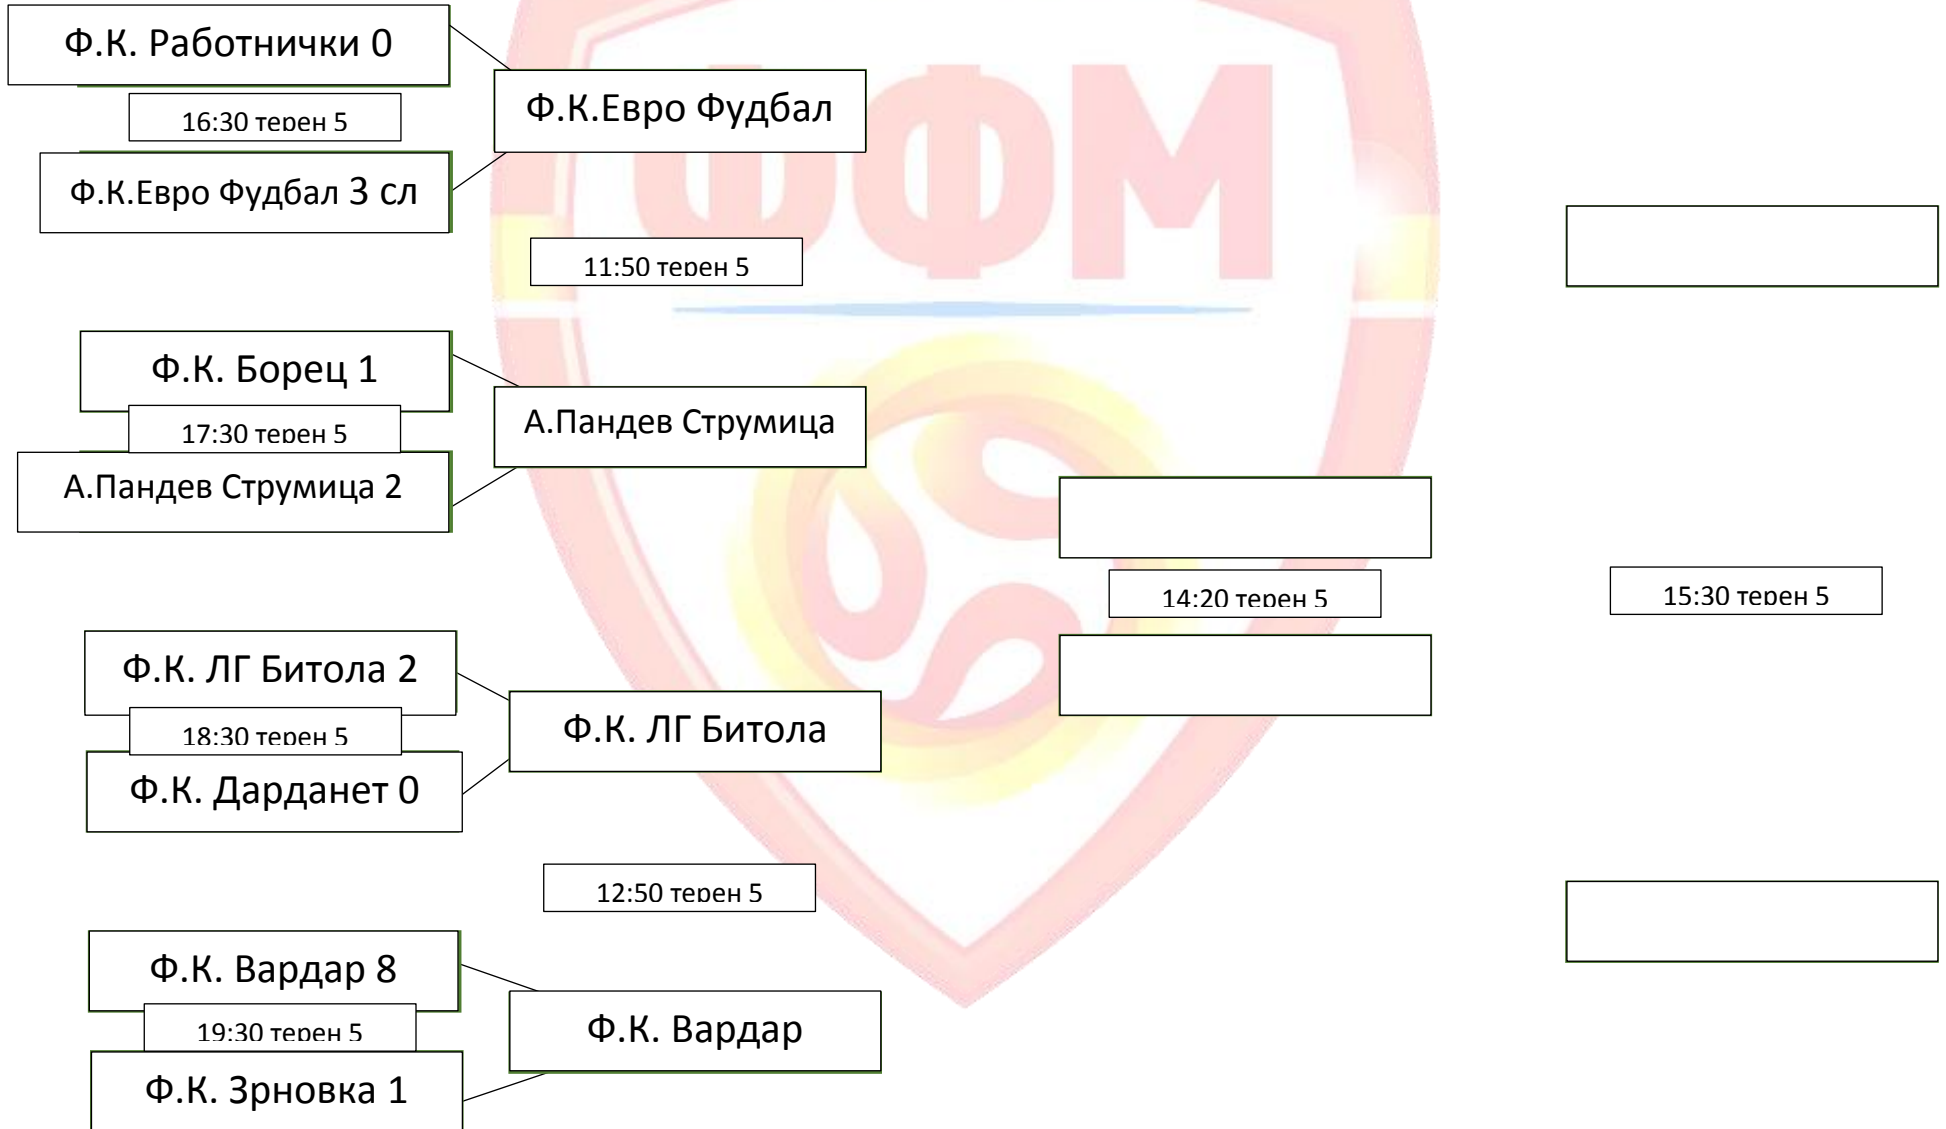 Ф.К. Работнички 0
16:30 терен 5
Ф.К.Евро Фудбал 3 сл
Ф.К.Евро Фудбал
ФФМ
11:50 терен 5
Ф.К. Борец 1
17:30 терен 5
А.Пандев Струмица 2
А.Пандев Струмица
14:20 терен 5
15:30 терен 5
Ф.К. ЛГ Битола 2
18:30 терен 5
Ф.К. Дарданет 0
Ф.К. ЛГ Битола
12:50 терен 5
Ф.К. Вардар 8
19:30 терен 5
Ф.К. Зрновка 1
Ф.К. Вардар